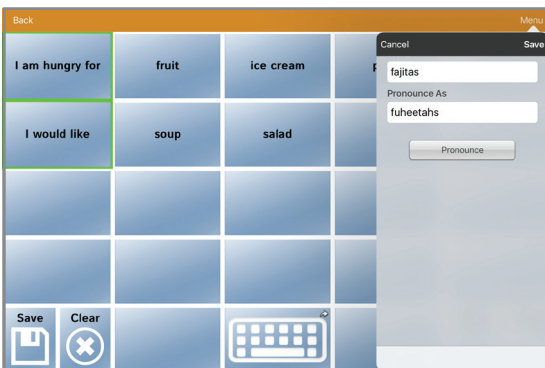 Back
Menu
I am hungry for
fruit
ice cream
Cancel
Save
fajitas
Pronounce As
fuheetahs
Pronounce
I would like
soup
salad
Save
Clear